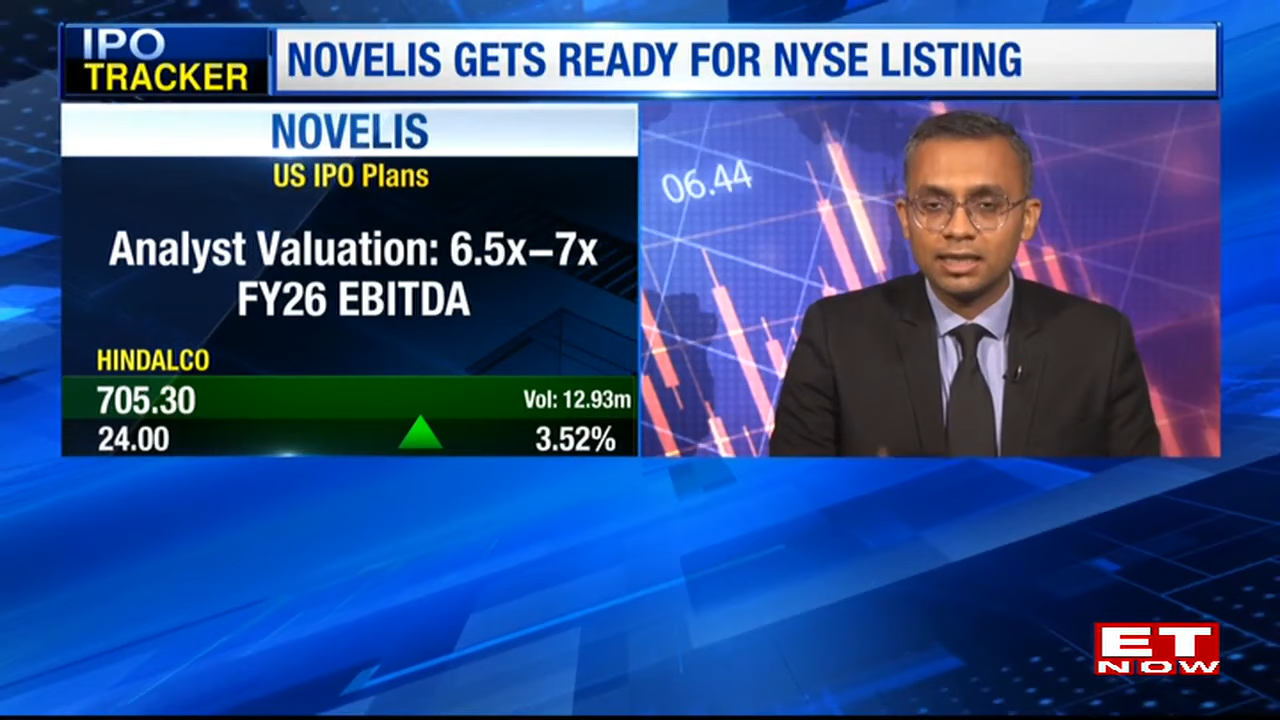 IPO
TRACKER
NOVELIS GETS READY FOR NYSE LISTING
NOVELIS
US IPO Plans
Analyst Valuation: 6.5x–7x
FY26 EBITDA
HINDALCO
705.30
Vol: 12.93m
24.00
3.52%
06.44
ET
NOW